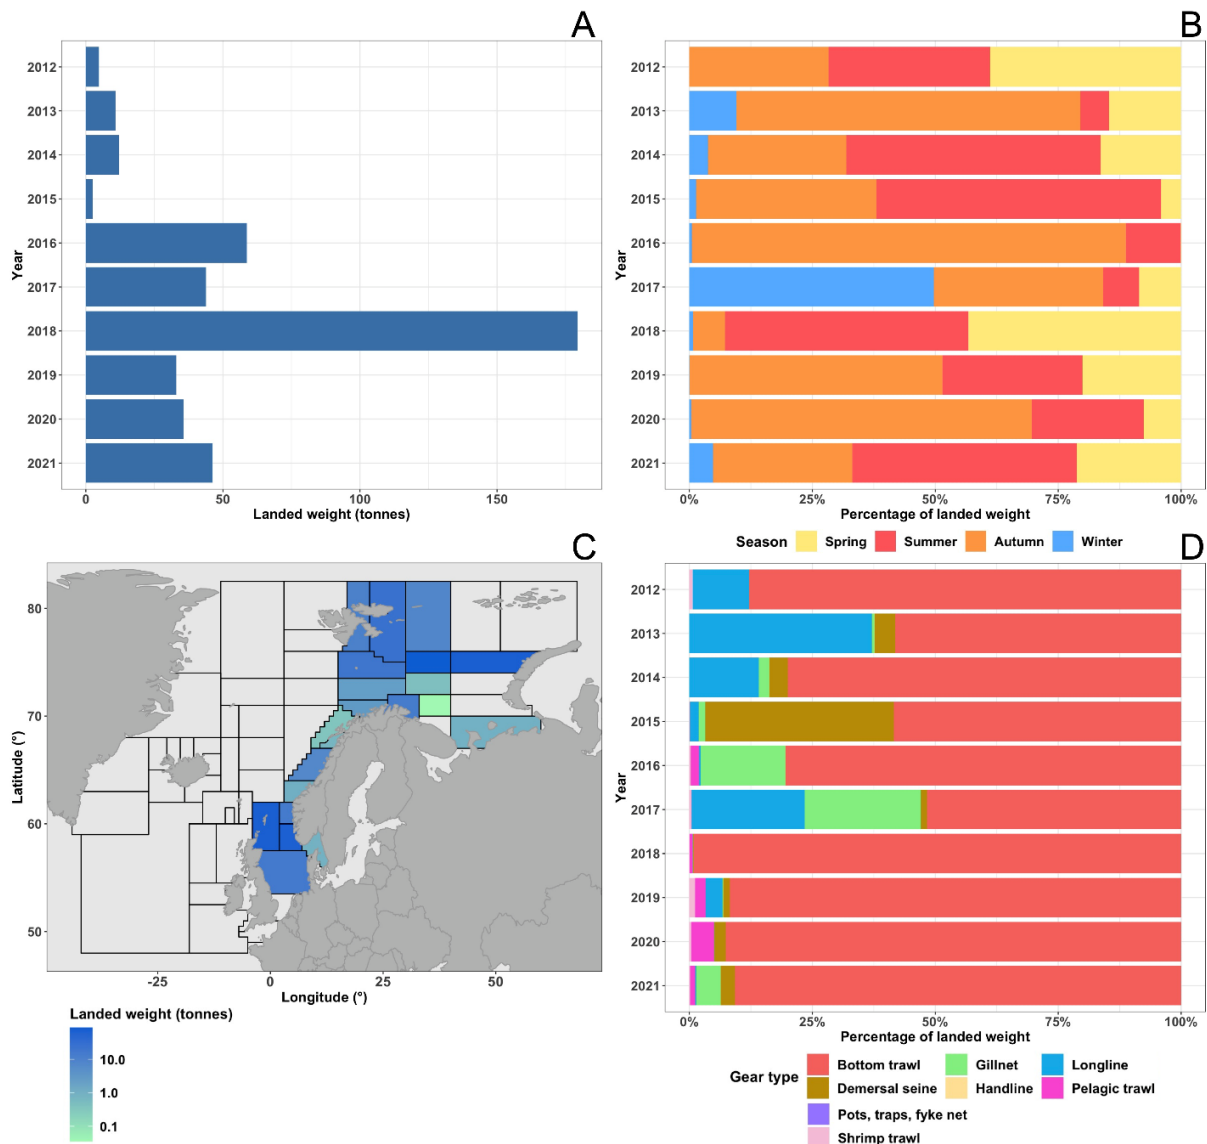 A
2012
2013
2014
2015
2016
2017
2018
2019
2020
2021
Year
0
50
100
150
Landed weight (tonnes)
B
2012
2013
2014
2015
2016
2017
2018
2019
2020
2021
Year
0%
25%
50%
75%
100%
Percentage of landed weight
Season Spring Summer Autumn Winter
C
80
70
60
50
Latitude (°)
-25
0
25
50
Longitude (°)
Landed weight (tonnes)
10.0
1.0
0.1
D
2012
2013
2014
2015
2016
2017
2018
2019
2020
2021
Year
0%
25%
50%
75%
100%
Percentage of landed weight
Gear type
Bottom trawl Gillnet Longline
Demersal seine Handline Pelagic trawl
Pots, traps, fyke net
Shrimp trawl